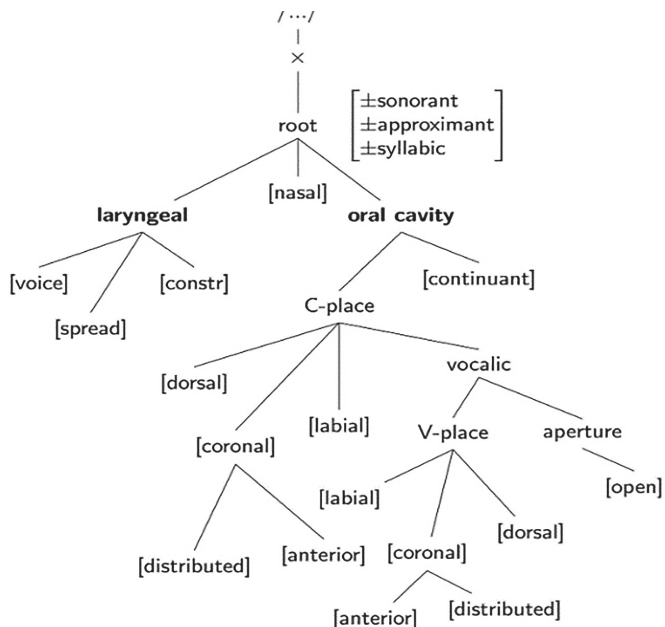 / .../
×
±sonorant
±approximant
±syllabic
root
[nasal]
laryngeal
oral cavity
[voice]
[constr]
[continuant]
[spread]
C-place
vocalic
[dorsal]
[labial]
V-place
aperture
[coronal]
[labial]
[open]
[dorsal]
[distributed]
[anterior]
[coronal]
[anterior]
[distributed]